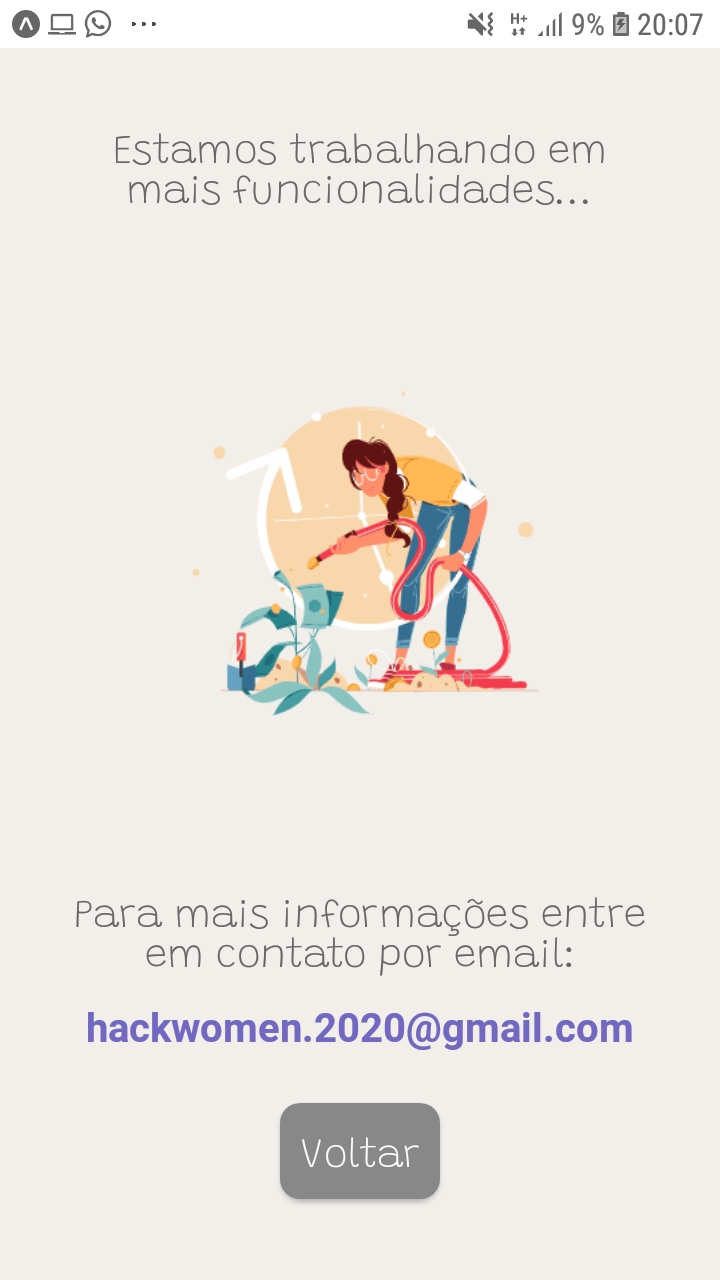 H+ 9% 20:07
Estamos trabalhando em
mais funcionalidades...
Para mais informações entre
em contato por email:
hackwomen.2020@gmail.com
Voltar